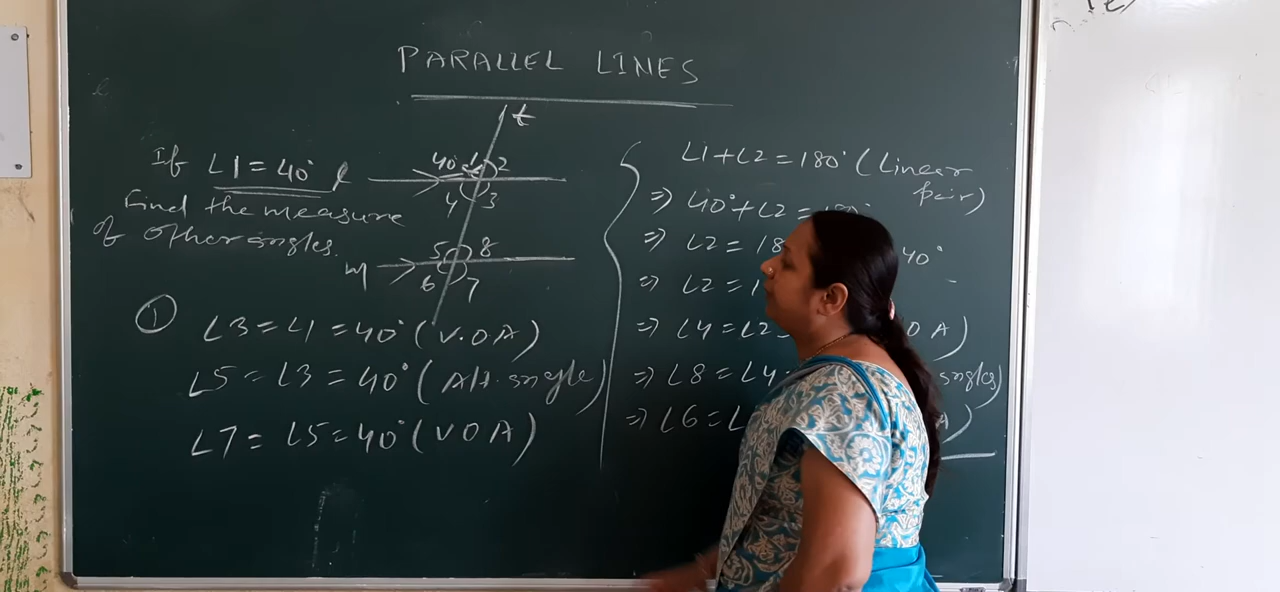 PARALLEL LINES
t
If ∠1 = 40°
Find the measure
of other angles.
l
40° 1 2
4 3
m
5 8
6 7
①
∠3 = ∠1 = 40° (V.O.A)
∠5 = ∠3 = 40° (Alt. angle)
∠7 = ∠5 = 40° (V O A)
∠1 + ∠2 = 180° (Linear
pair)
⇒ 40° + ∠2 = 180°
⇒ ∠2 = 18 40°
⇒ ∠2 = 1
⇒ ∠4 = ∠2 = O A)
⇒ ∠8 = ∠4 angles)
⇒ ∠6 = ∠ A)